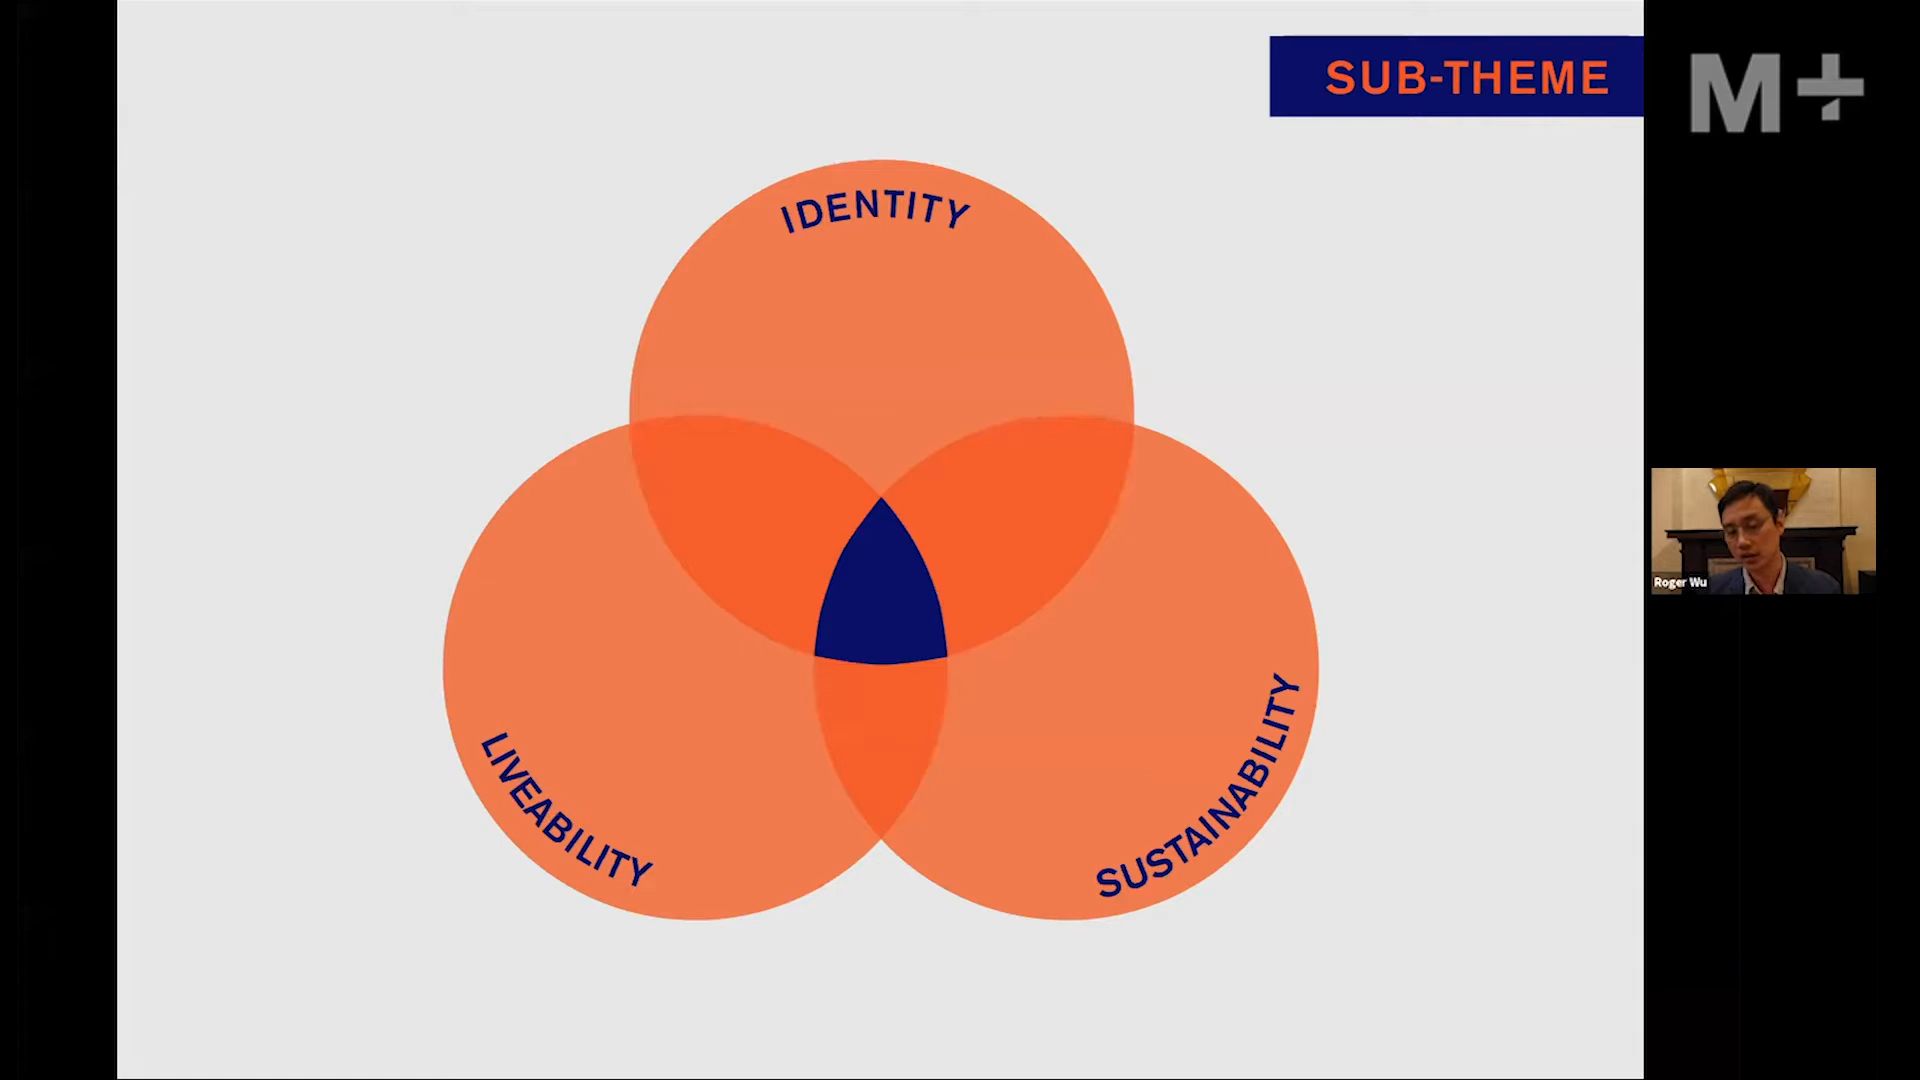 SUB-THEME
M+
IDENTITY
LIVEABILITY
SUSTAINABILITY
Roger Wu